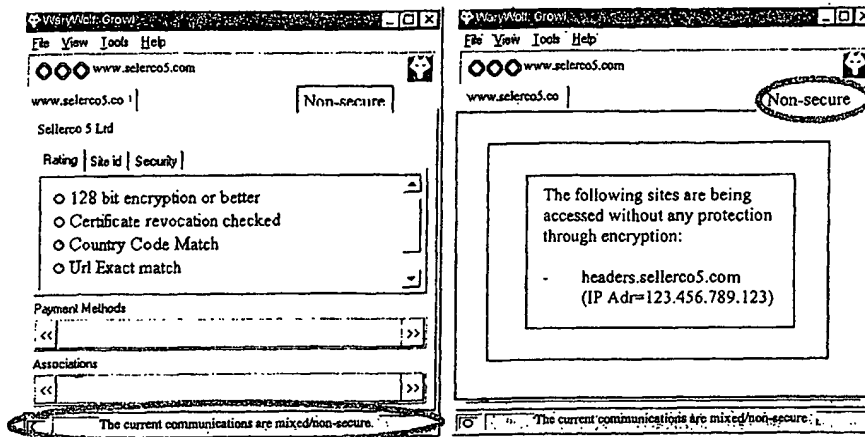 WaryWolf: Growl
File View Tools Help
www.selerco5.com
www.selerco5.co
Non-secure
Sellerco 5 Ltd
Rating Site id Security
128 bit encryption or better
Certificate revocation checked
Country Code Match
Url Exact match
Payment Methods
<< >>
Associations
<< >>
The current communications are mixed/non-secure.
WaryWolf: Growl
File View Tools Help
www.selerco5.com
www.selerco5.co
Non-secure
The following sites are being
accessed without any protection
through encryption:
- headers.sellerco5.com
(IP Adr=123.456.789.123)
The current communications are mixed/non-secure.